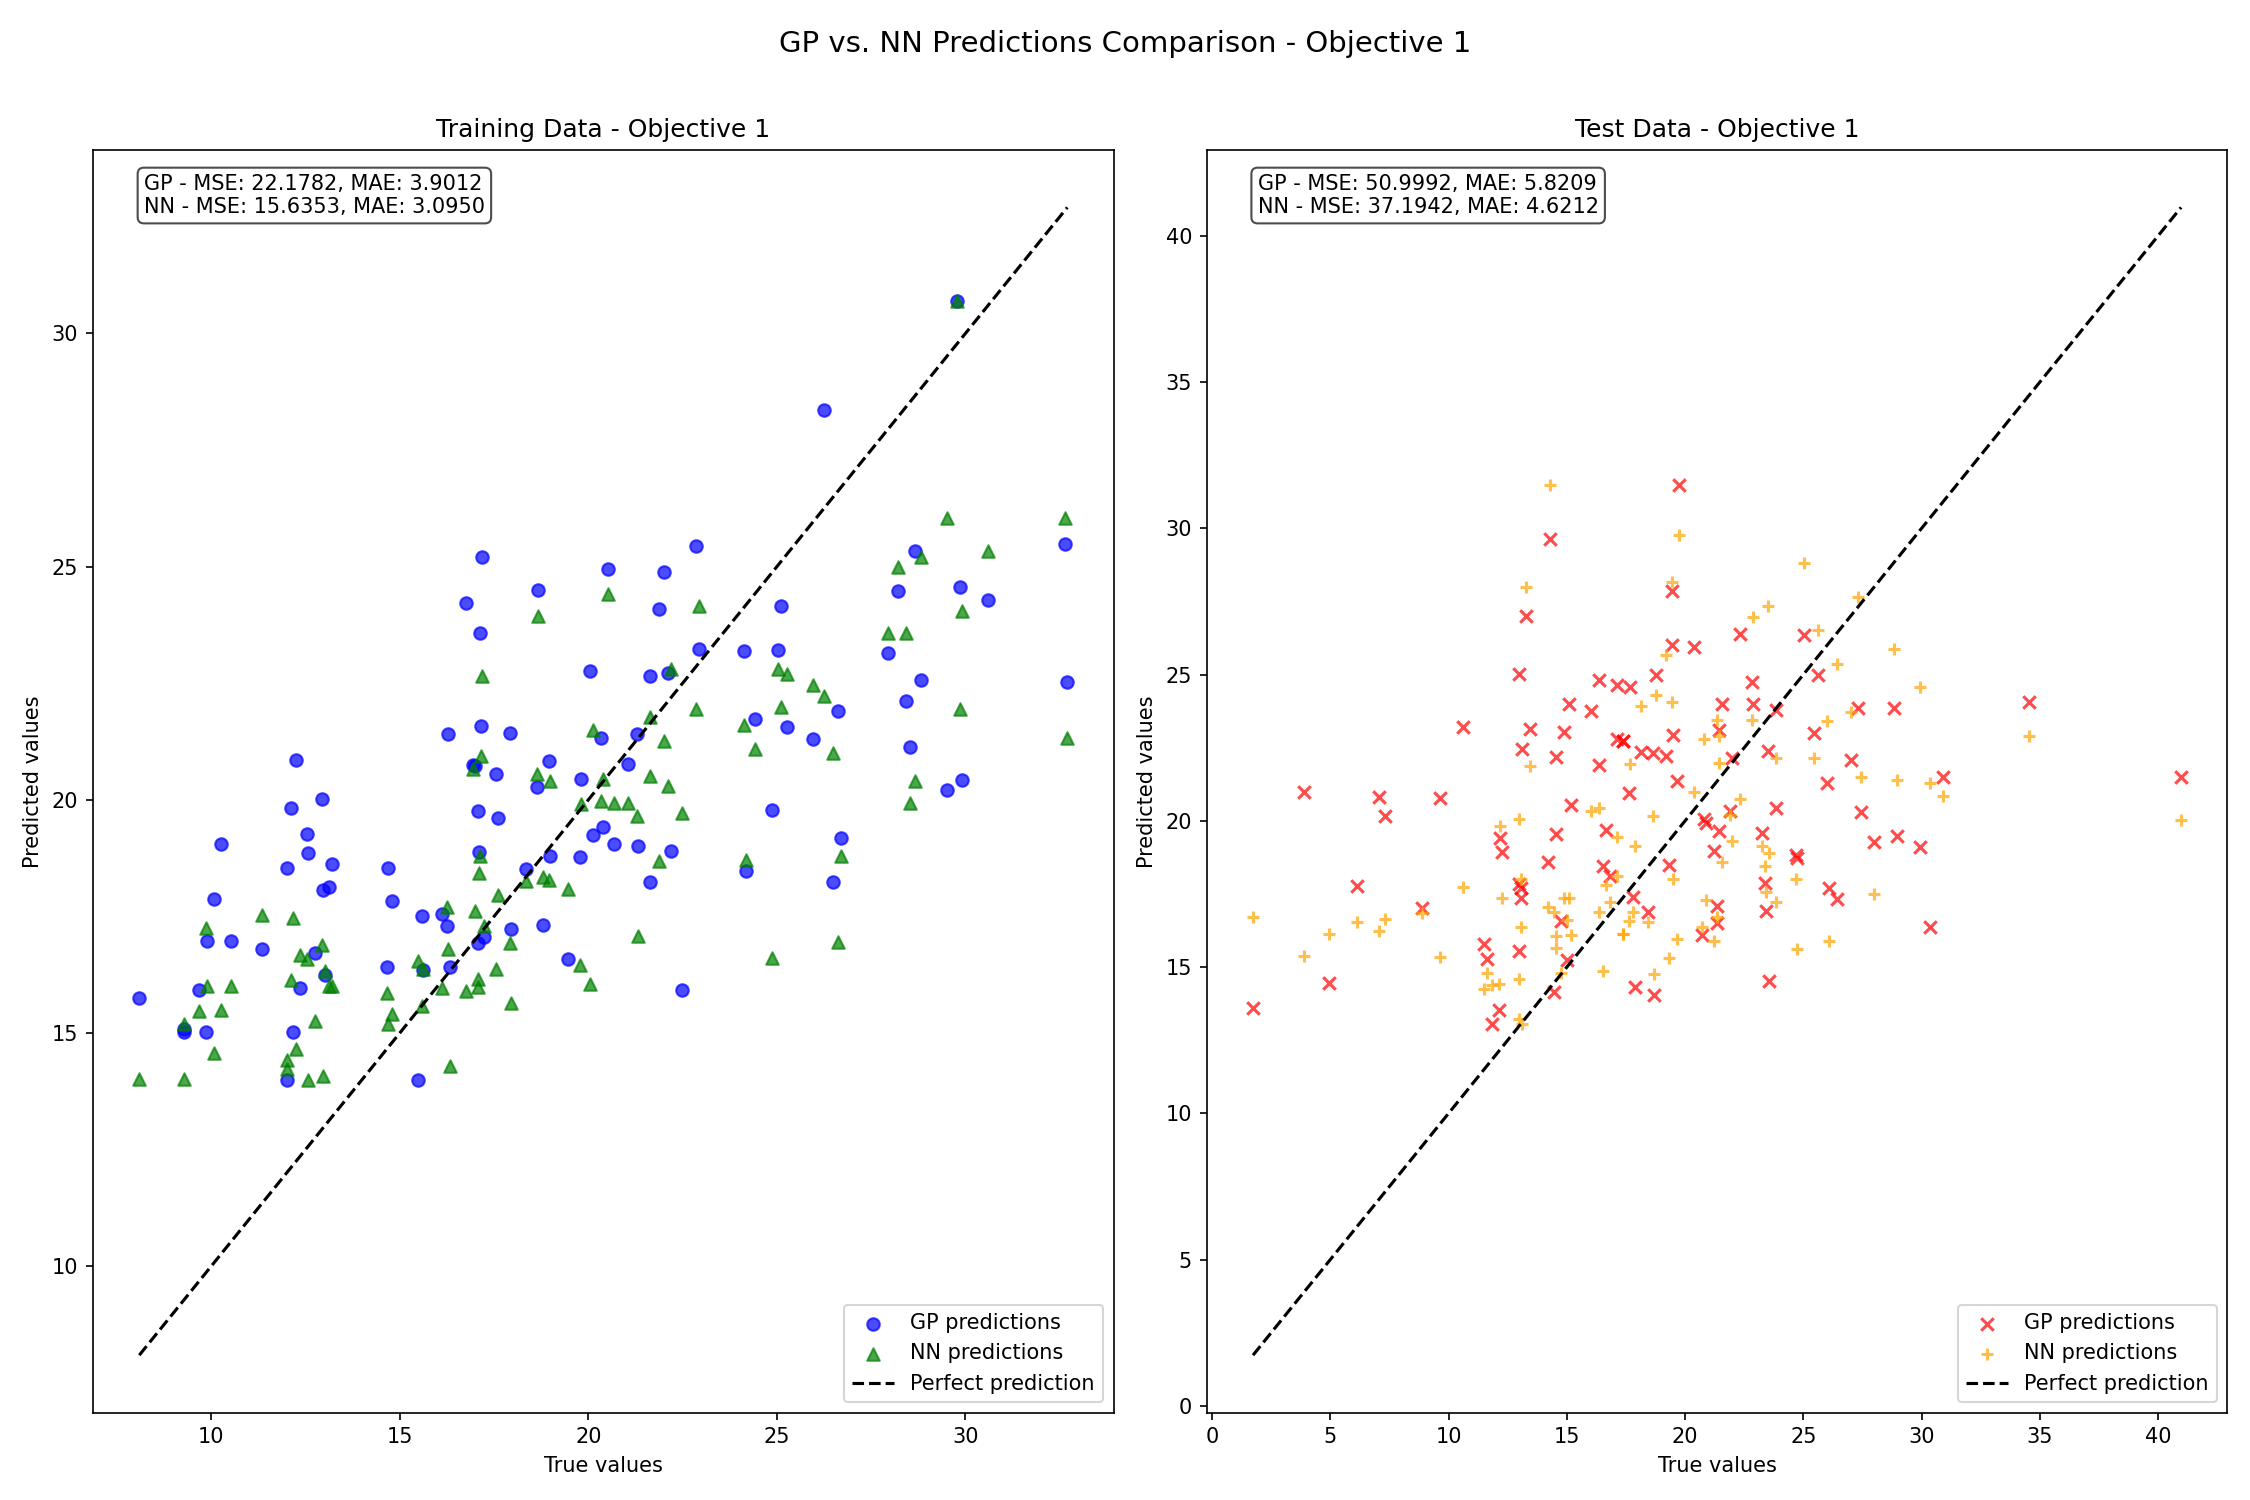 GP vs. NN Predictions Comparison - Objective 1
Training Data - Objective 1
GP - MSE: 22.1782, MAE: 3.9012
NN - MSE: 15.6353, MAE: 3.0950
Predicted values
30
25
20
15
10
10
15
20
25
30
True values
GP predictions
NN predictions
Perfect prediction
Test Data - Objective 1
GP - MSE: 50.9992, MAE: 5.8209
NN - MSE: 37.1942, MAE: 4.6212
Predicted values
40
35
30
25
20
15
10
5
0
0
5
10
15
20
25
30
35
40
True values
GP predictions
NN predictions
Perfect prediction